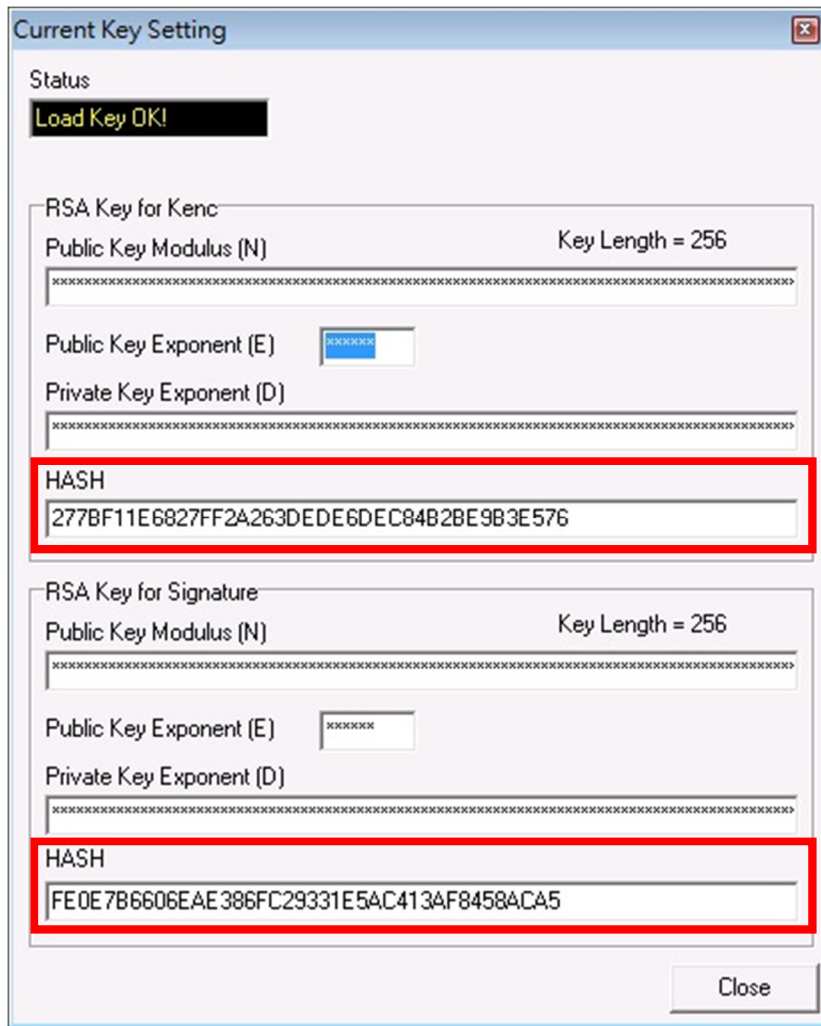 Current Key Setting
Status
Load Key OK!
RSA Key for Kenc
Public Key Modulus (N) Key Length = 256
Public Key Exponent (E) ××××××
Private Key Exponent (D)
HASH
277BF11E6827FF2A263DEDE6DEC84B2BE9B3E576
RSA Key for Signature
Public Key Modulus (N) Key Length = 256
Public Key Exponent (E) ××××××
Private Key Exponent (D)
HASH
FE0E7B6606EAE386FC29331E5AC413AF8458ACA5
Close